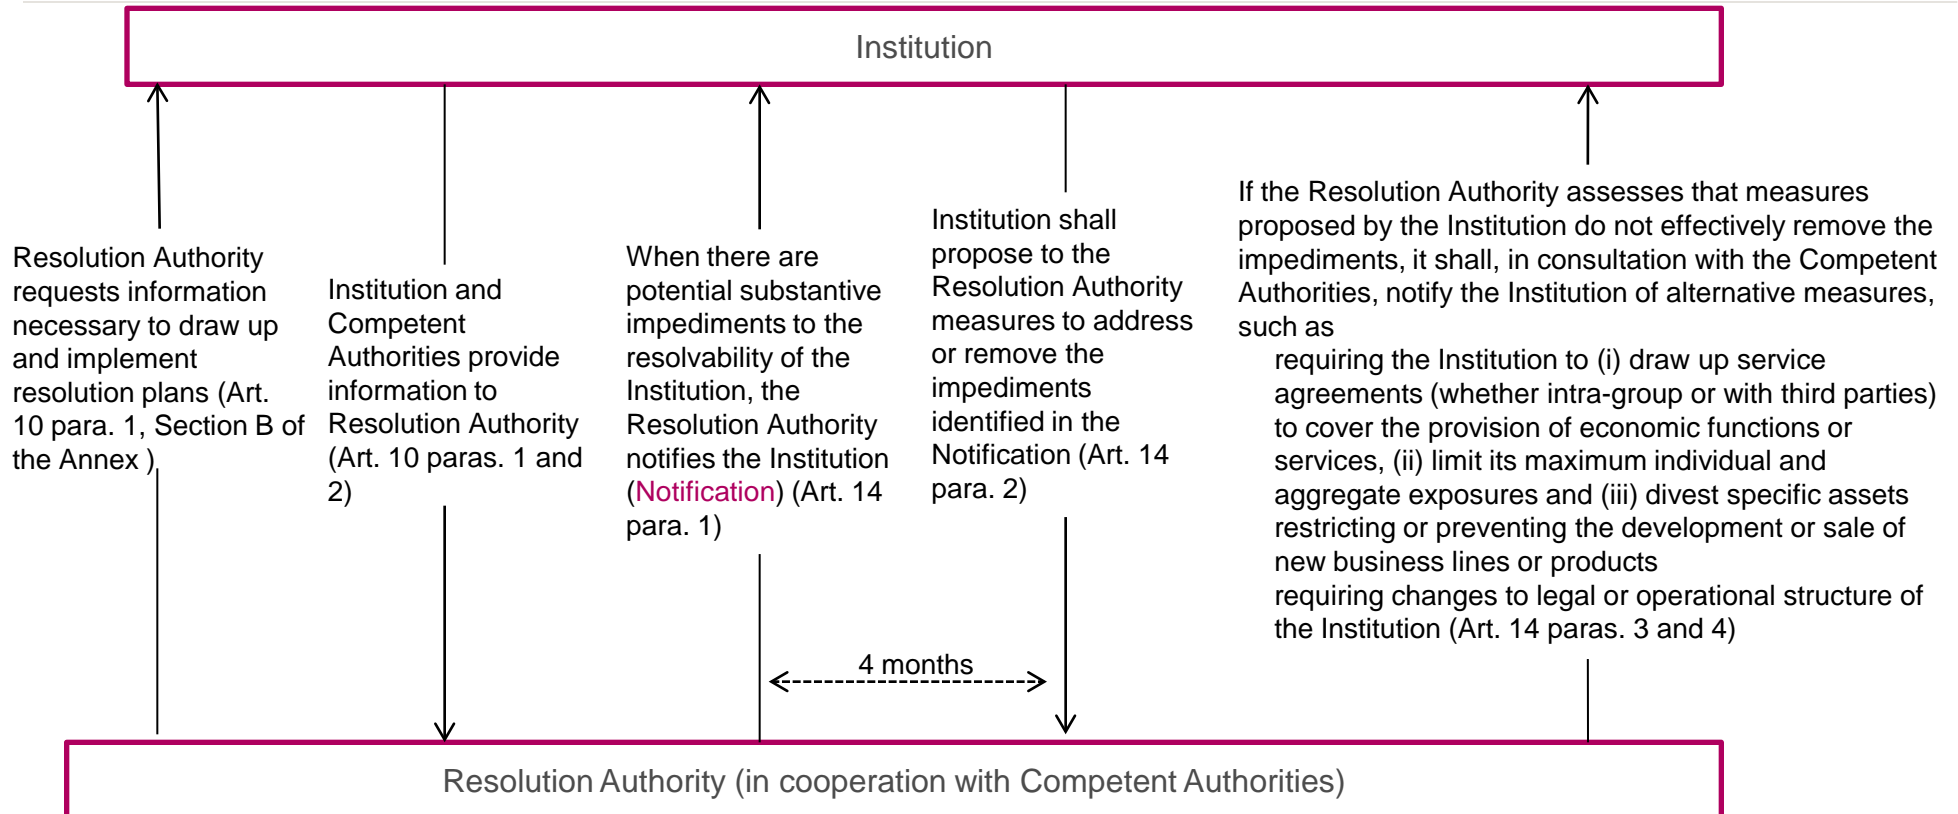 Institution
Resolution Authority
requests information
necessary to draw up
and implement
resolution plans (Art.
10 para. 1, Section B of
the Annex )
Institution and
Competent
Authorities provide
information to
Resolution Authority
(Art. 10 paras. 1 and
2)
When there are
potential substantive
impediments to the
resolvability of the
Institution, the
Resolution Authority
notifies the Institution
(Notification) (Art. 14
para. 1)
Institution shall
propose to the
Resolution Authority
measures to address
or remove the
impediments
identified in the
Notification (Art. 14
para. 2)
If the Resolution Authority assesses that measures
proposed by the Institution do not effectively remove the
impediments, it shall, in consultation with the Competent
Authorities, notify the Institution of alternative measures,
such as
requiring the Institution to (i) draw up service
agreements (whether intra-group or with third parties)
to cover the provision of economic functions or
services, (ii) limit its maximum individual and
aggregate exposures and (iii) divest specific assets
restricting or preventing the development or sale of
new business lines or products
requiring changes to legal or operational structure of
the Institution (Art. 14 paras. 3 and 4)
4 months
Resolution Authority (in cooperation with Competent Authorities)